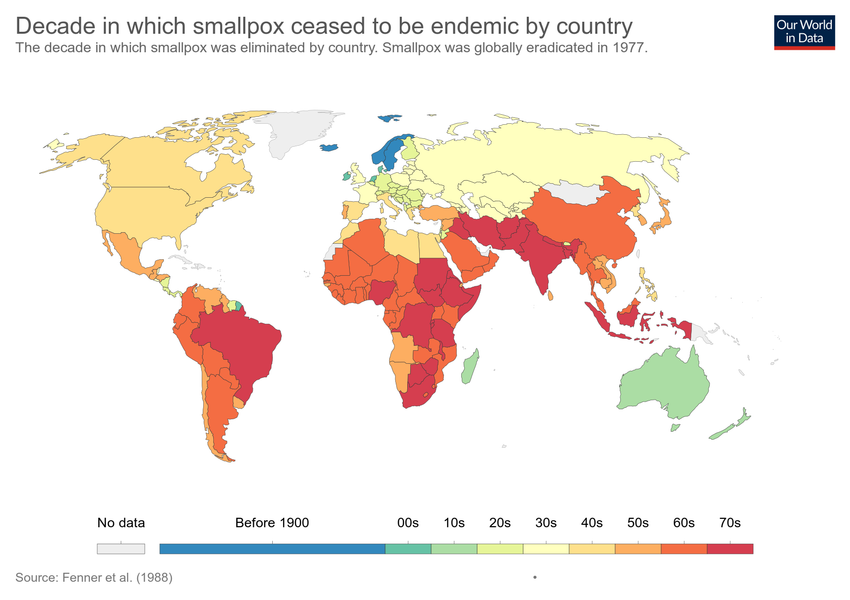 Decade in which smallpox ceased to be endemic by country
The decade in which smallpox was eliminated by country. Smallpox was globally eradicated in 1977.
Our World
in Data
No data
Before 1900
00s
10s
20s
30s
40s
50s
60s
70s
Source: Fenner et al. (1988)